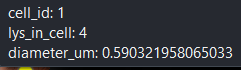 cell_id: 1
lys_in_cell: 4
diameter_um: 0.590321958065033